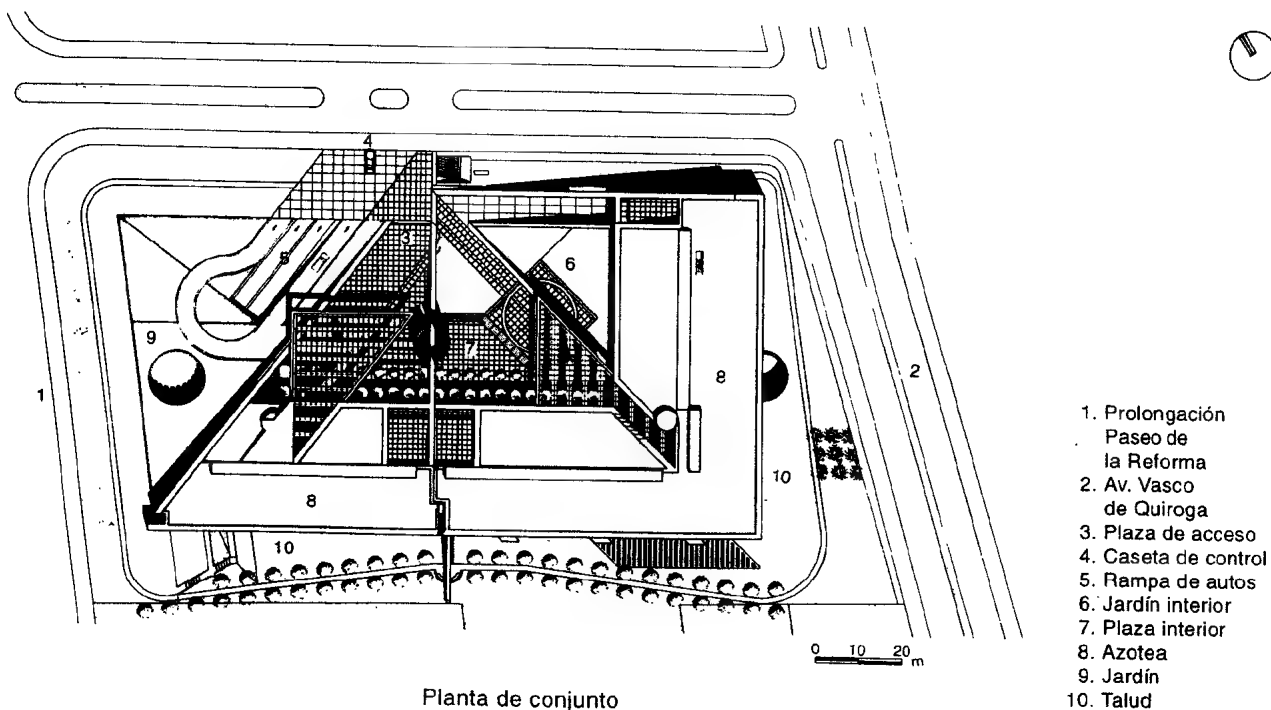 4
3
5
6
9
7
1
2
8
10
8
10
0 10 20 m
1. Prolongación
Paseo de
la Reforma
2. Av. Vasco
de Quiroga
3. Plaza de acceso
4. Caseta de control
5. Rampa de autos
6. Jardín interior
7. Plaza interior
8. Azotea
9. Jardín
10. Talud
Planta de conjunto